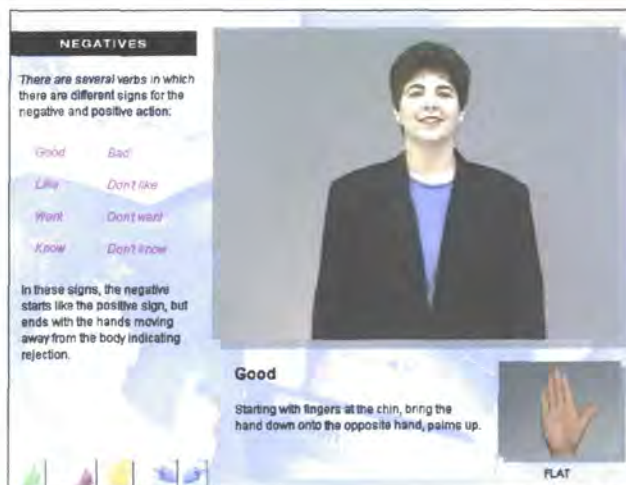 NEGATIVES
There are several verbs in which
there are different signs for the
negative and positive action:
Good Bad
Like Don't like
Want Don't want
Know Don't know
In these signs, the negative
starts like the positive sign, but
ends with the hands moving
away from the body indicating
rejection.
Good
Starting with fingers at the chin, bring the
hand down onto the opposite hand, palms up.
FLAT